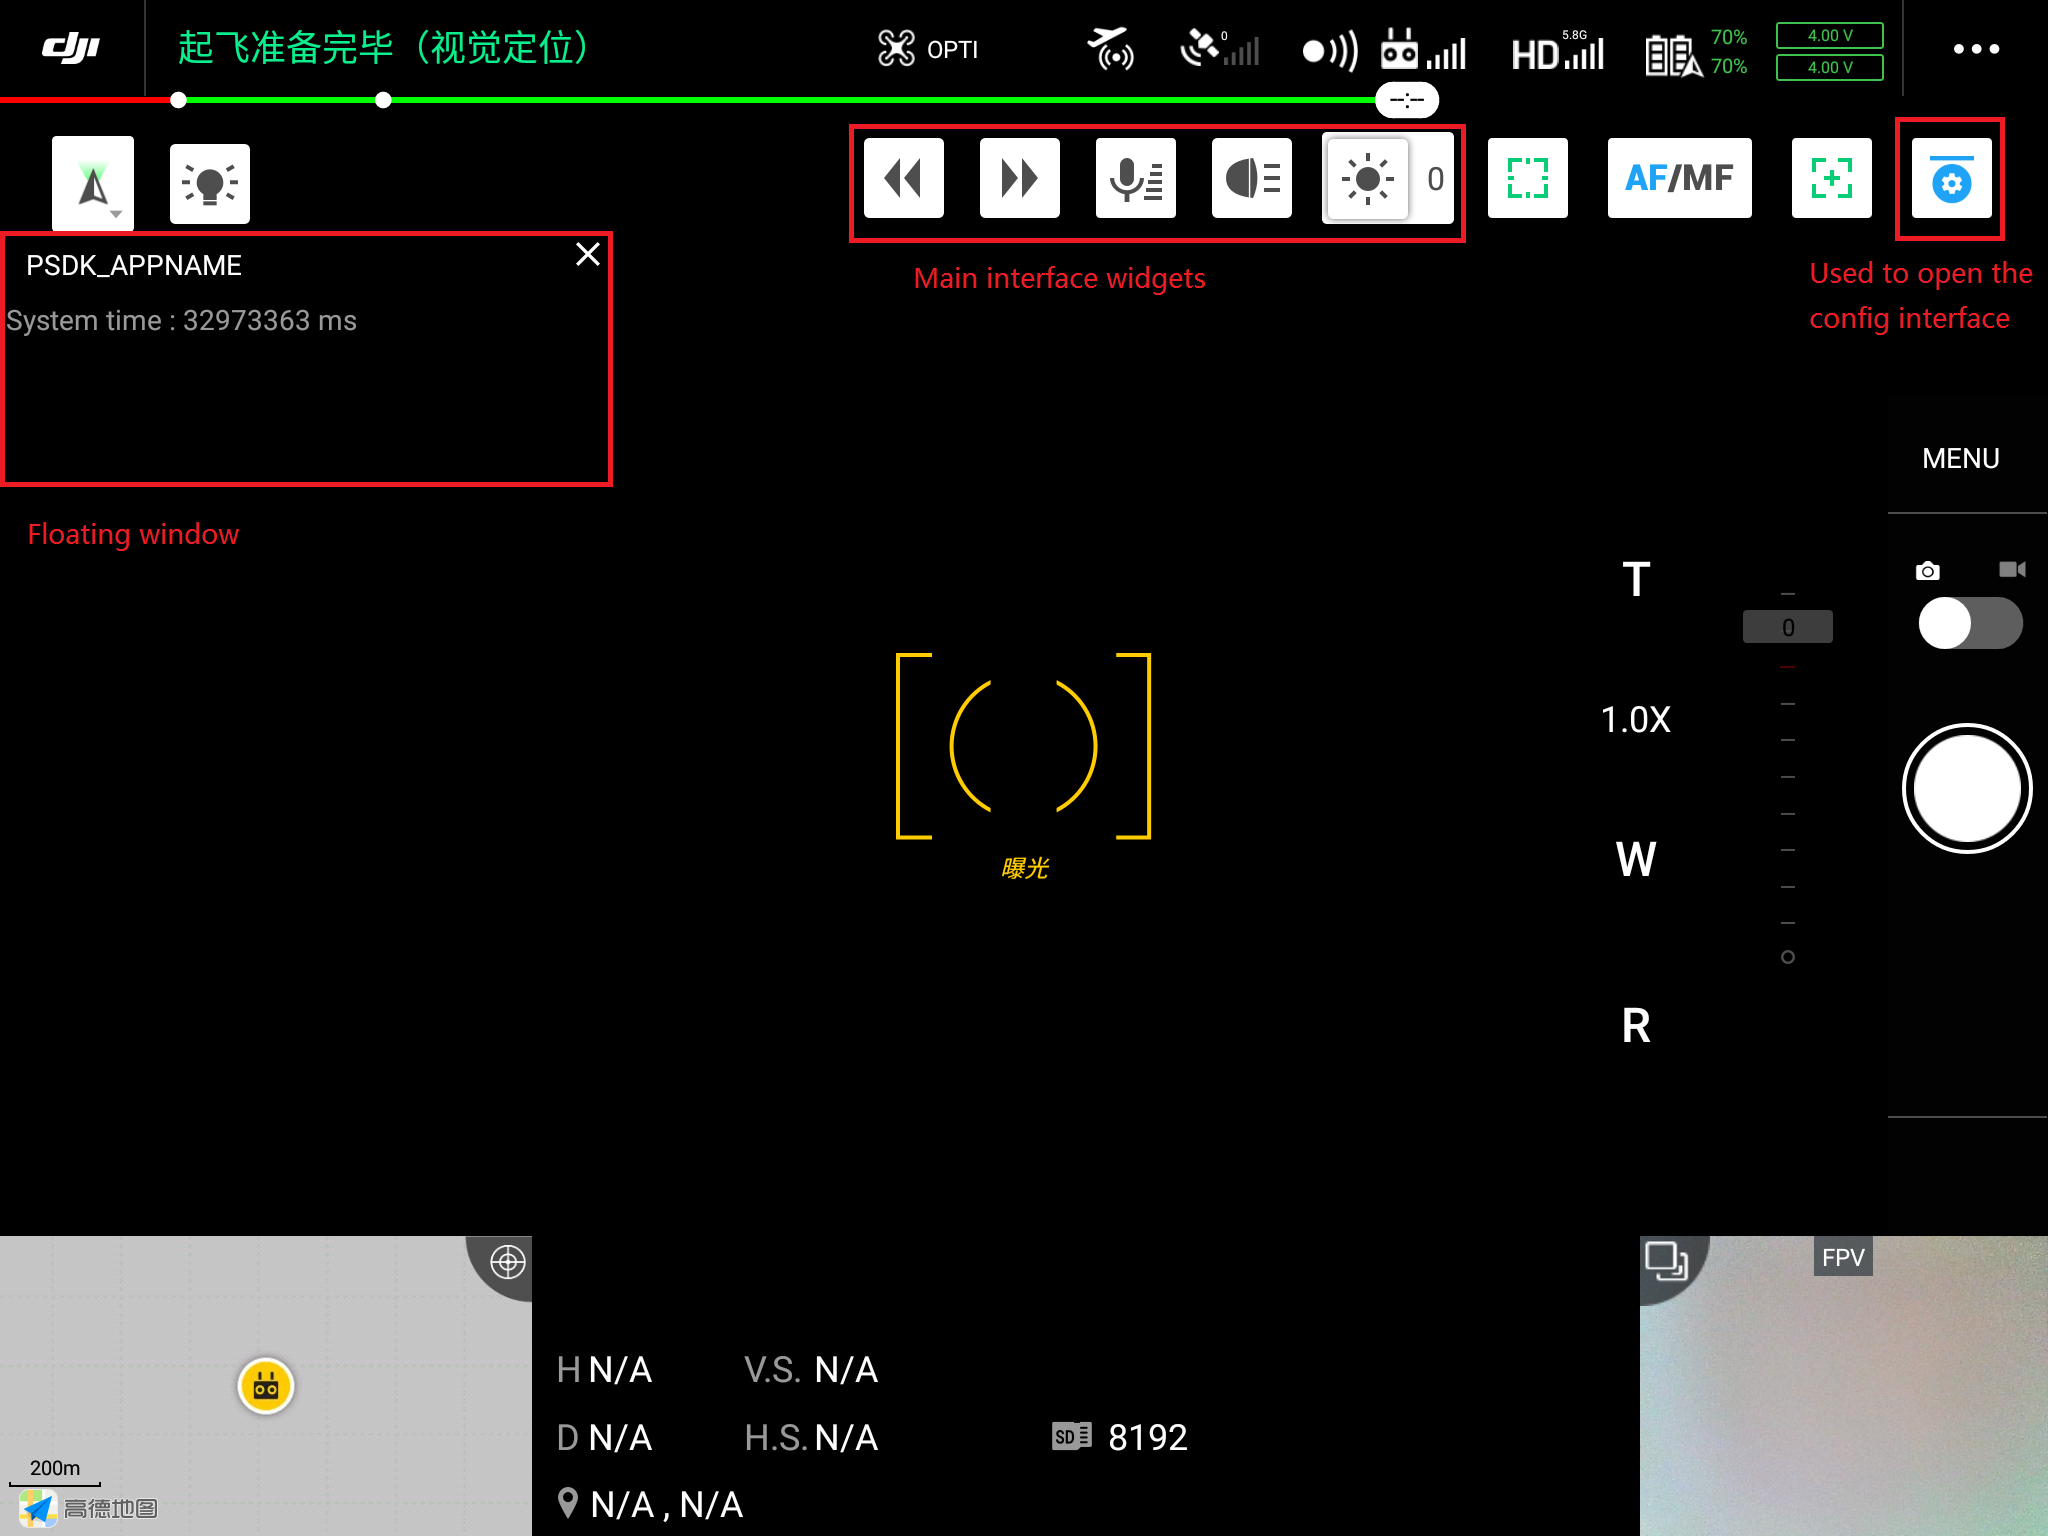 dji
起飞准备完毕（视觉定位）
OPTI
0
HD
5.8G
70%
70%
4.00 V
4.00 V
--:--
0
AF/MF
PSDK_APPNAME
System time : 32973363 ms
Floating window
Main interface widgets
Used to open the
config interface
MENU
T
0
1.0X
W
R
曝光
FPV
H N/A
V.S. N/A
D N/A
H.S. N/A
SD 8192
N/A , N/A
200m
高德地图